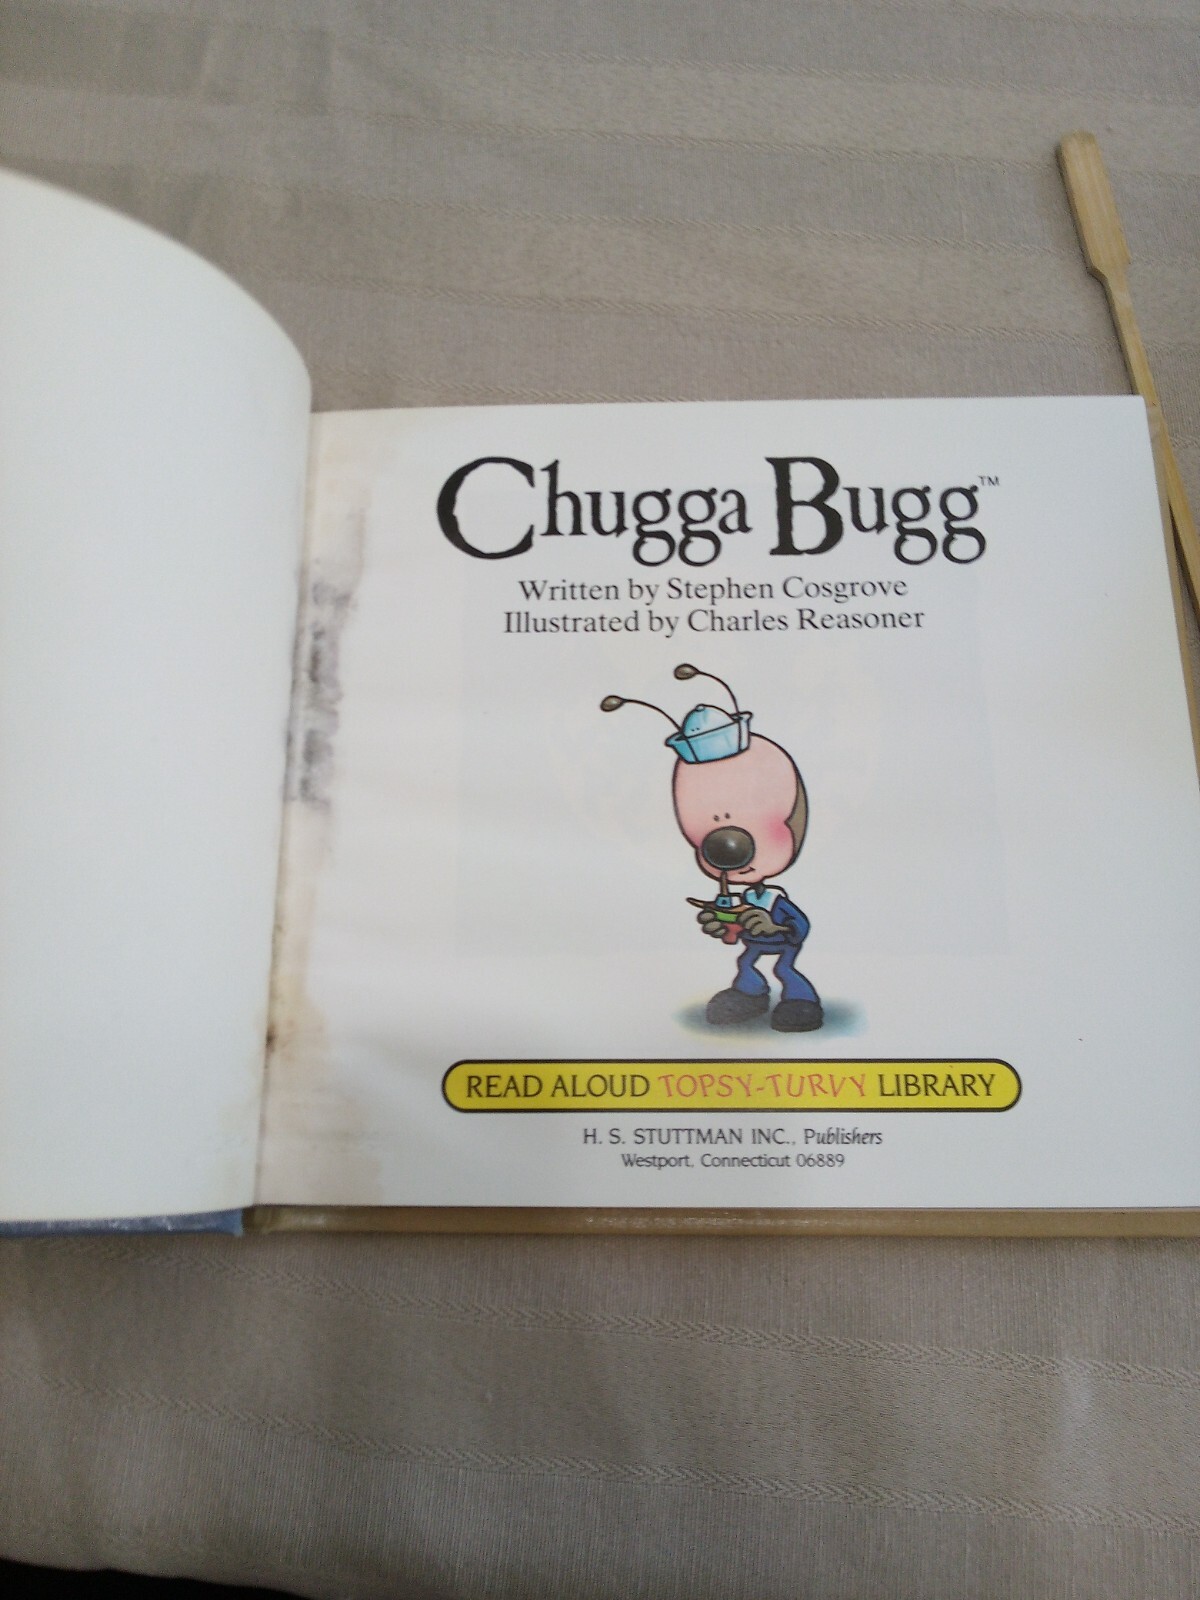 Chugga Bugg™
Written by Stephen Cosgrove
Illustrated by Charles Reasoner
READ ALOUD TOPSY-TURVY LIBRARY
H. S. STUTTMAN INC., Publishers
Westport, Connecticut 06889